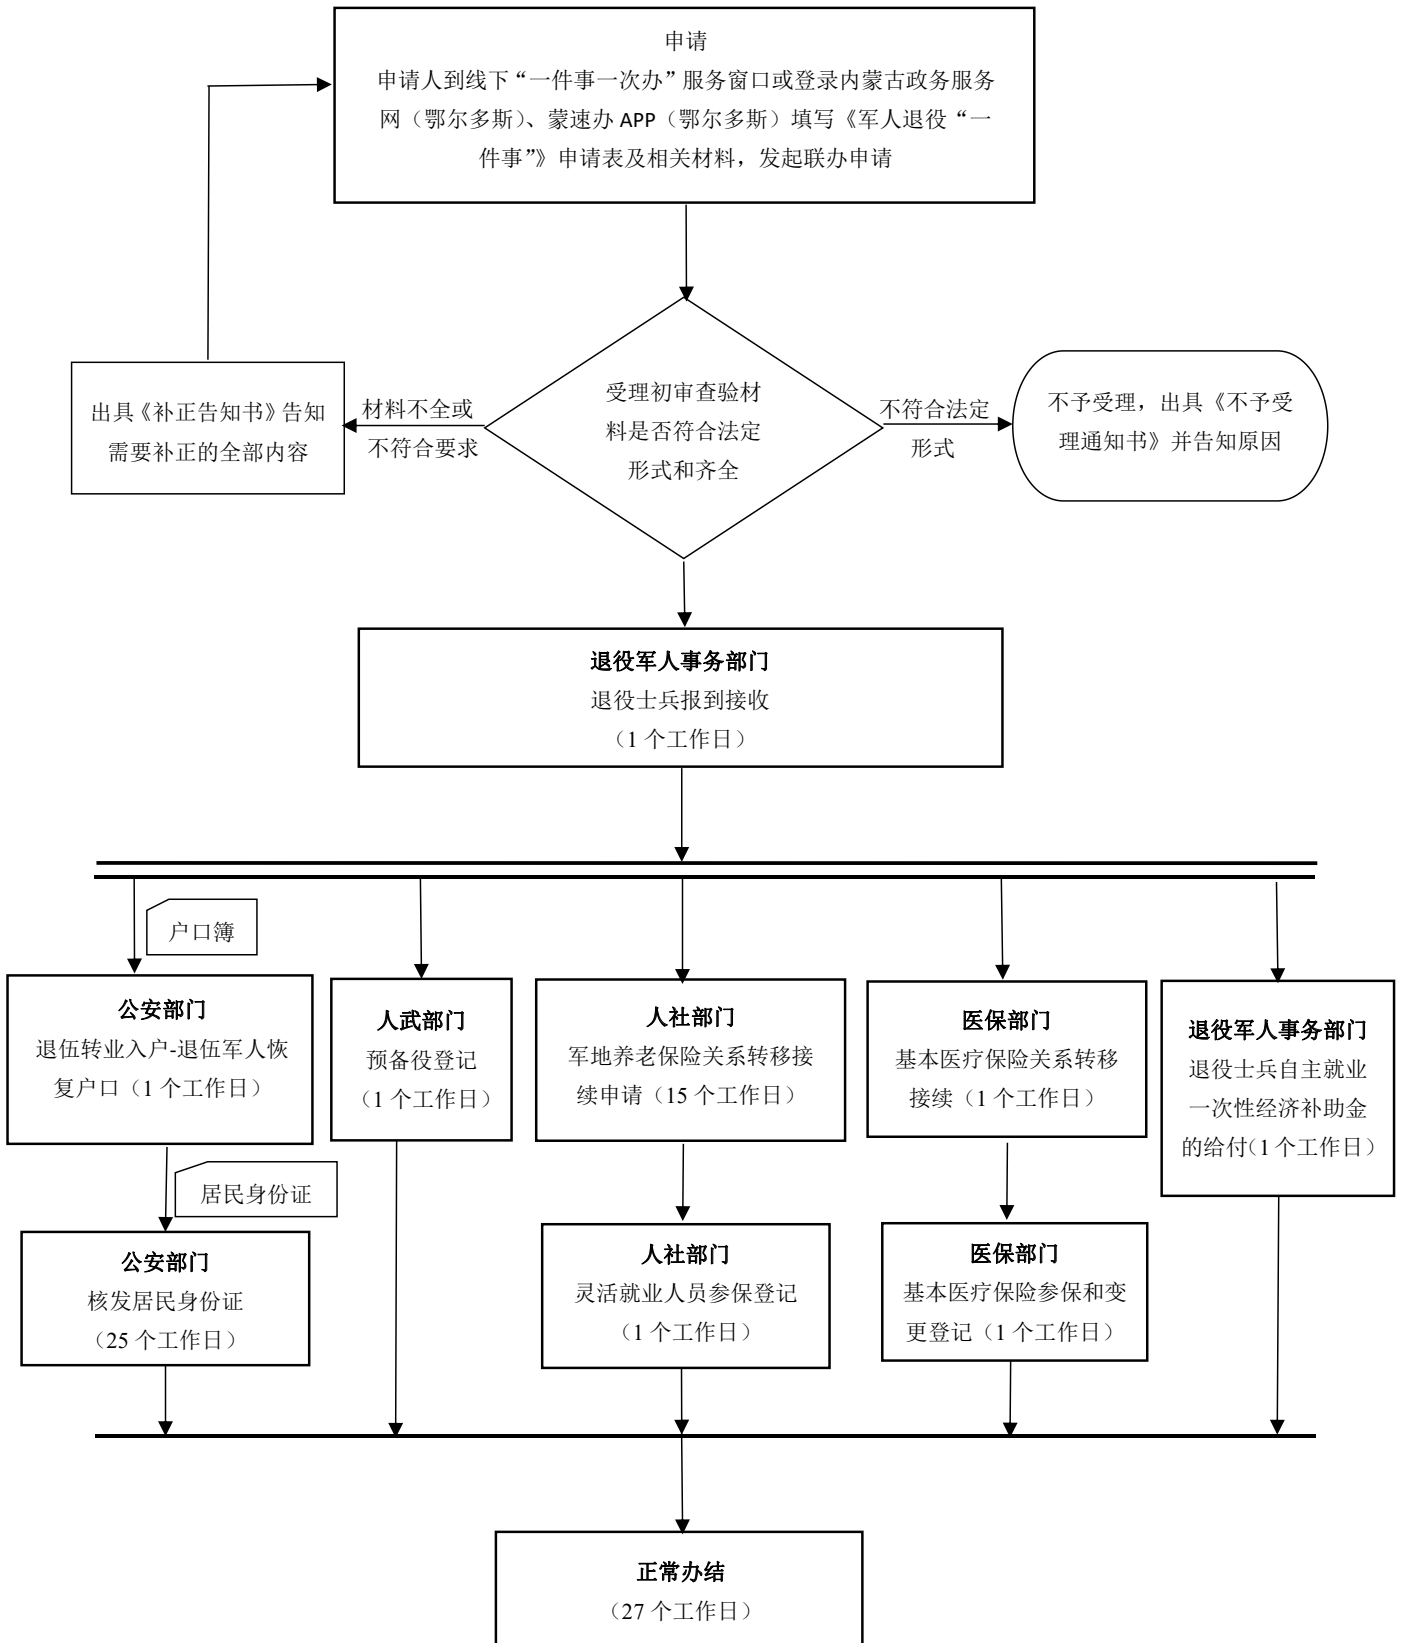 申请
申请人到线下“一件事一次办”服务窗口或登录内蒙古政务服务
网（鄂尔多斯）、蒙速办 APP（鄂尔多斯）填写《军人退役“一
件事”》申请表及相关材料，发起联办申请
受理初审查验材
料是否符合法定
形式和齐全
材料不全或
不符合要求
出具《补正告知书》告知
需要补正的全部内容
不符合法定
形式
不予受理，出具《不予受
理通知书》并告知原因
退役军人事务部门
退役士兵报到接收
（1 个工作日）
户口簿
公安部门
退伍转业入户-退伍军人恢
复户口（1 个工作日）
人武部门
预备役登记
（1 个工作日）
人社部门
军地养老保险关系转移接
续申请（15 个工作日）
医保部门
基本医疗保险关系转移
接续（1 个工作日）
退役军人事务部门
退役士兵自主就业
一次性经济补助金
的给付（1 个工作日）
居民身份证
公安部门
核发居民身份证
（25 个工作日）
人社部门
灵活就业人员参保登记
（1 个工作日）
医保部门
基本医疗保险参保和变
更登记（1 个工作日）
正常办结
（27 个工作日）